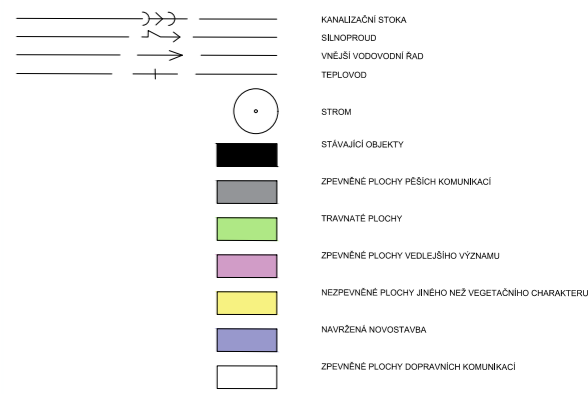 KANALIZAČNÍ STOKA
SILNOPROUD
VNĚJŠÍ VODOVODNÍ ŘAD
TEPLOVOD
STROM
STÁVAJÍCÍ OBJEKTY
ZPEVNĚNÉ PLOCHY PĚŠÍCH KOMUNIKACÍ
TRAVNATÉ PLOCHY
ZPEVNĚNÉ PLOCHY VEDLEJŠÍHO VÝZNAMU
NEZPEVNĚNÉ PLOCHY JINÉHO NEŽ VEGETAČNÍHO CHARAKTERU
NAVRŽENÁ NOVOSTAVBA
ZPEVNĚNÉ PLOCHY DOPRAVNÍCH KOMUNIKACÍ